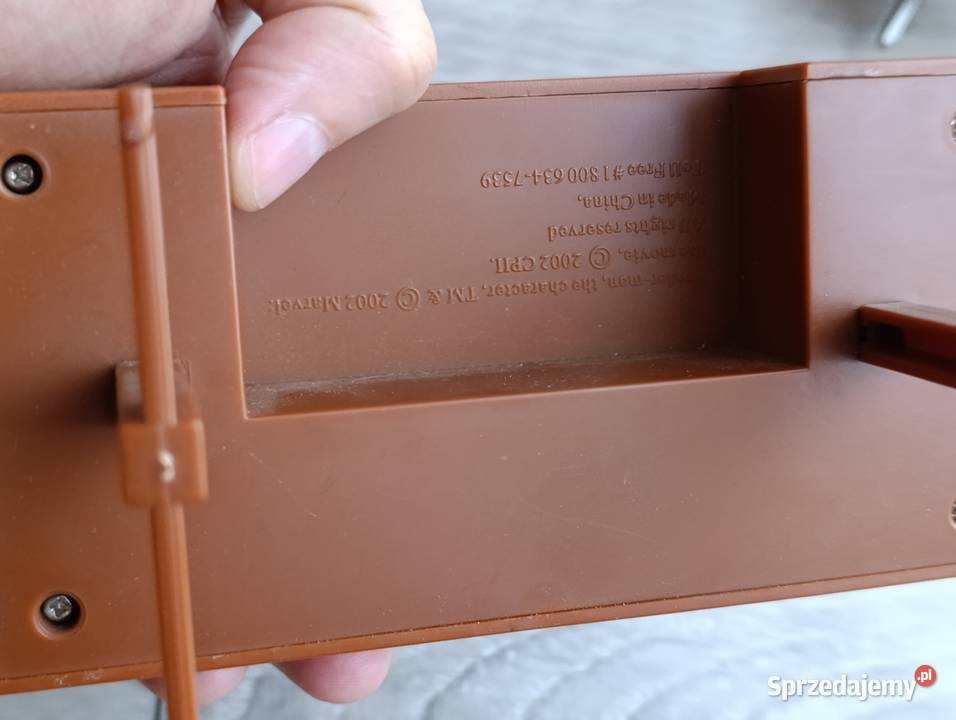 the character, TM & © 2002 Marvel.
movie, © 2002 CPII.
rights reserved
in China,
Free # 1 800 634-7539
Sprzedajemy.pl